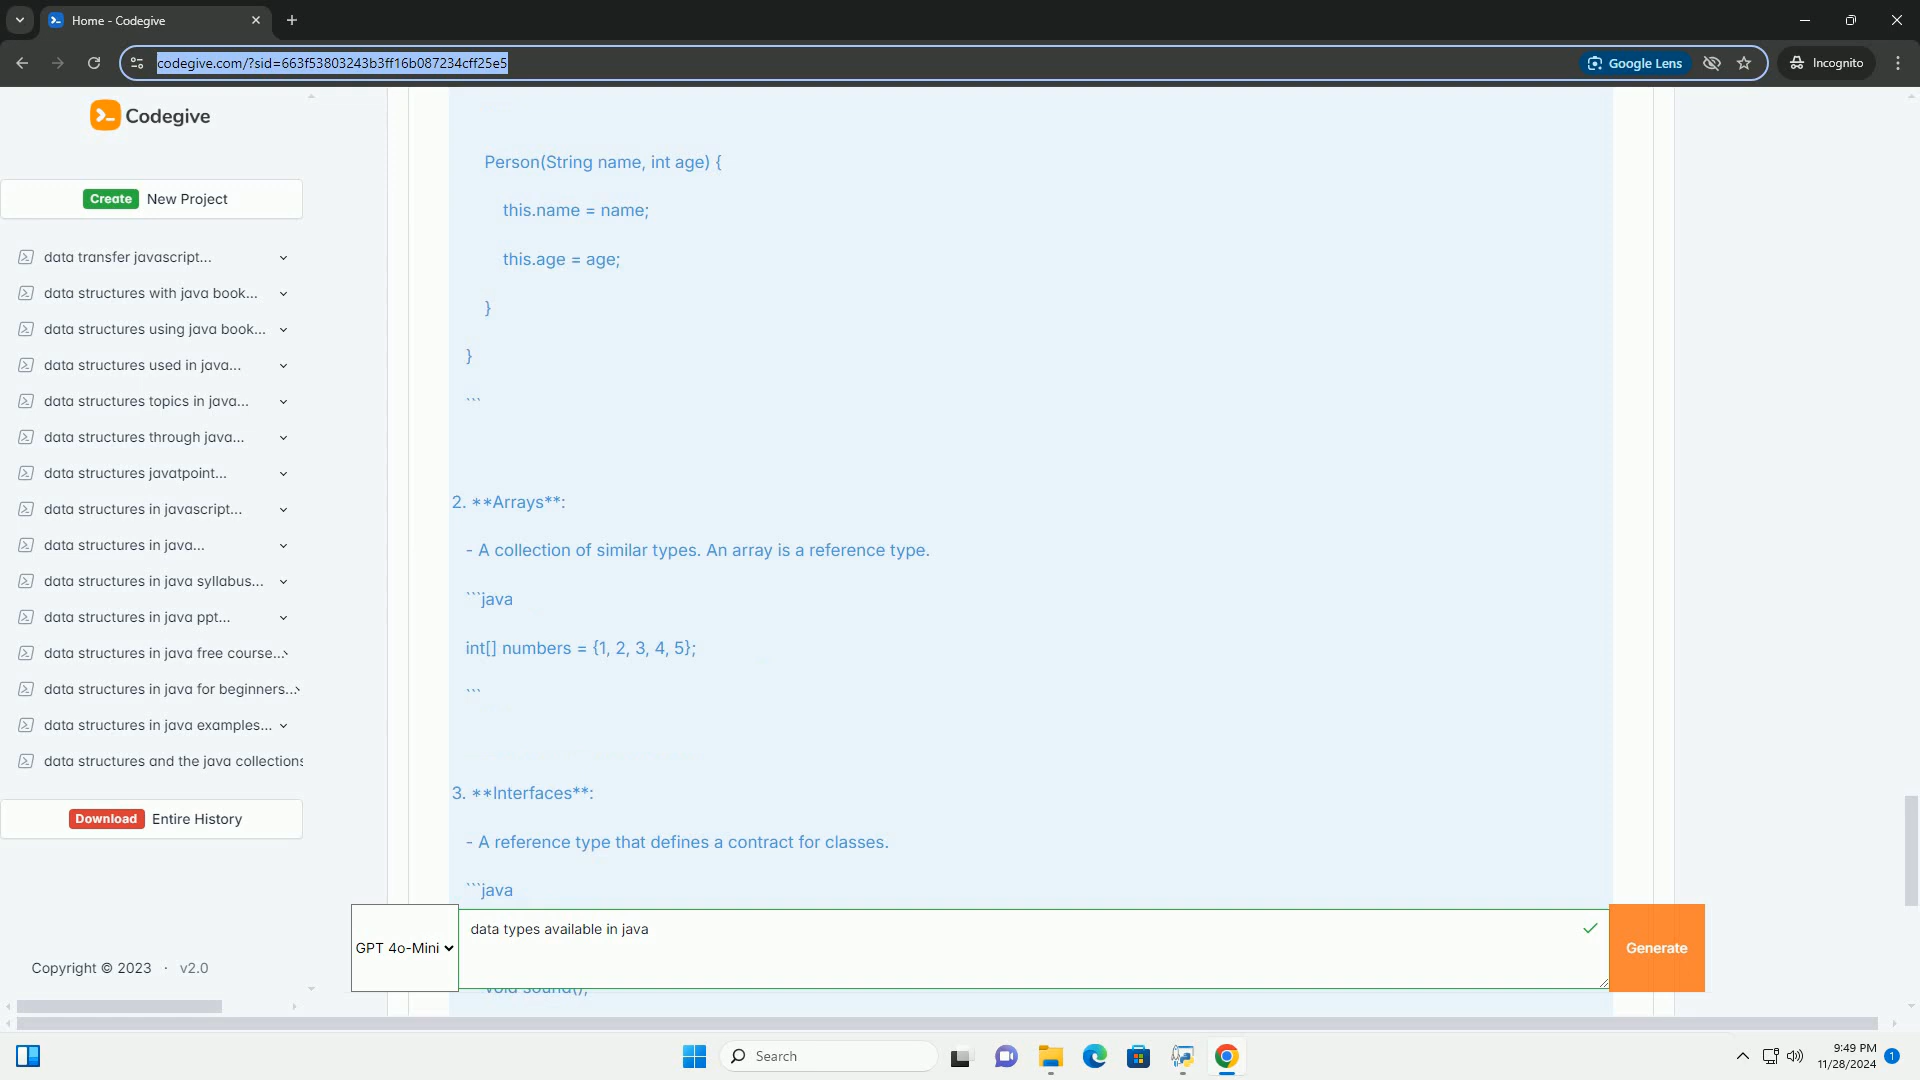 Home - Codegive
codegive.com/?sid=663f53803243b3ff16b087234cff25e5
Google Lens
Incognito
Codegive
Create New Project
data transfer javascript...
data structures with java book...
data structures using java book...
data structures used in java...
data structures topics in java...
data structures through java...
data structures javatpoint...
data structures in javascript...
data structures in java...
data structures in java syllabus...
data structures in java ppt...
data structures in java free course...
data structures in java for beginners...
data structures in java examples...
data structures and the java collections
Download Entire History
Copyright © 2023 · v2.0
Person(String name, int age) {
this.name = name;
this.age = age;
}
}
```
2. **Arrays**:
- A collection of similar types. An array is a reference type.
```java
int[] numbers = {1, 2, 3, 4, 5};
```
3. **Interfaces**:
- A reference type that defines a contract for classes.
```java
void sound();
GPT 4o-Mini
data types available in java
Generate
Search
9:49 PM
11/28/2024
1